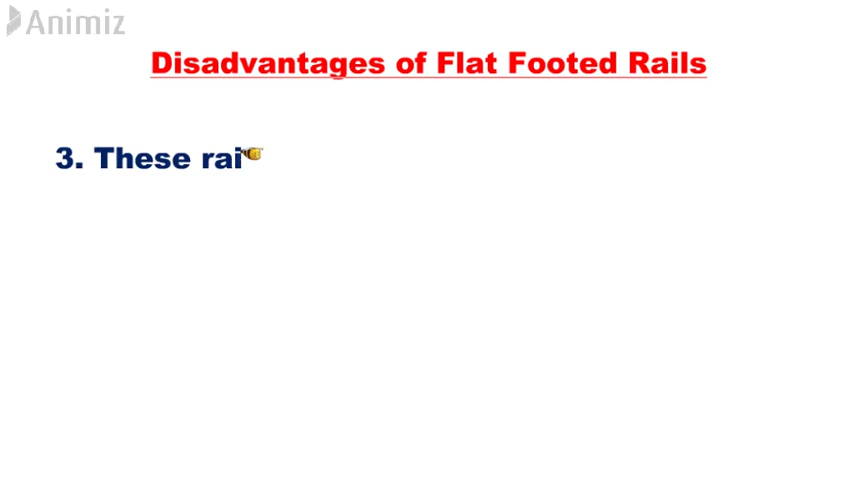 Animiz
Disadvantages of Flat Footed Rails
3. These rai